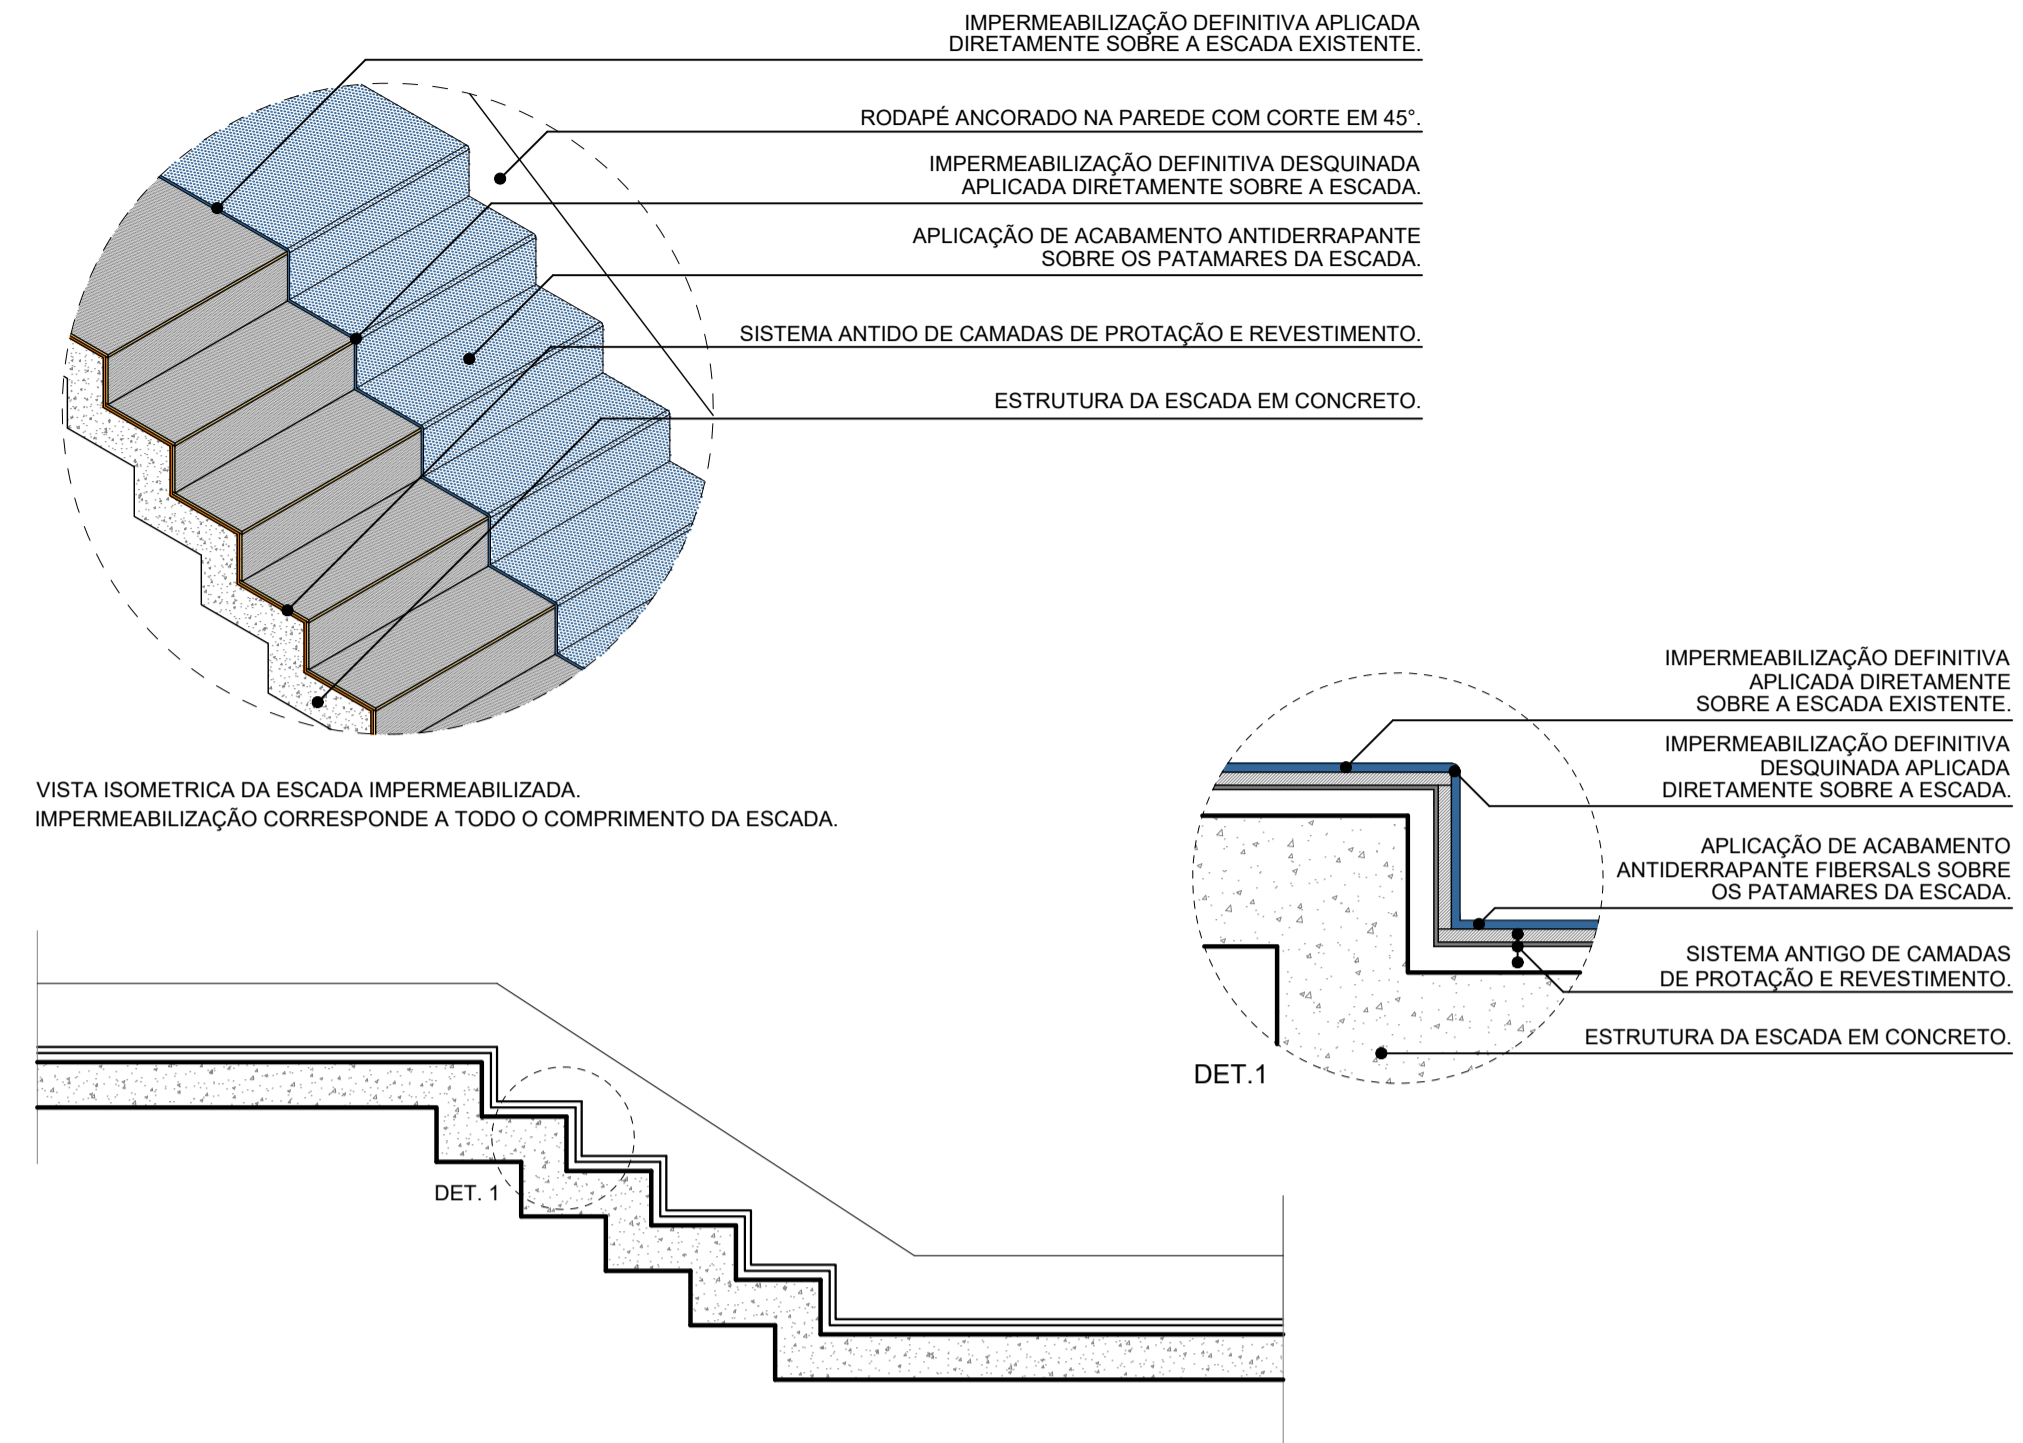 IMPERMEABILIZAÇÃO DEFINITIVA APLICADA
DIRETAMENTE SOBRE A ESCADA EXISTENTE.
RODAPÉ ANCORADO NA PAREDE COM CORTE EM 45°.
IMPERMEABILIZAÇÃO DEFINITIVA DESQUINADA
APLICADA DIRETAMENTE SOBRE A ESCADA.
APLICAÇÃO DE ACABAMENTO ANTIDERRAPANTE
SOBRE OS PATAMARES DA ESCADA.
SISTEMA ANTIDO DE CAMADAS DE PROTAÇÃO E REVESTIMENTO.
ESTRUTURA DA ESCADA EM CONCRETO.
VISTA ISOMETRICA DA ESCADA IMPERMEABILIZADA.
IMPERMEABILIZAÇÃO CORRESPONDE A TODO O COMPRIMENTO DA ESCADA.
IMPERMEABILIZAÇÃO DEFINITIVA
APLICADA DIRETAMENTE
SOBRE A ESCADA EXISTENTE.
IMPERMEABILIZAÇÃO DEFINITIVA
DESQUINADA APLICADA
DIRETAMENTE SOBRE A ESCADA.
APLICAÇÃO DE ACABAMENTO
ANTIDERRAPANTE FIBERSALS SOBRE
OS PATAMARES DA ESCADA.
SISTEMA ANTIGO DE CAMADAS
DE PROTAÇÃO E REVESTIMENTO.
ESTRUTURA DA ESCADA EM CONCRETO.
DET.1
DET. 1